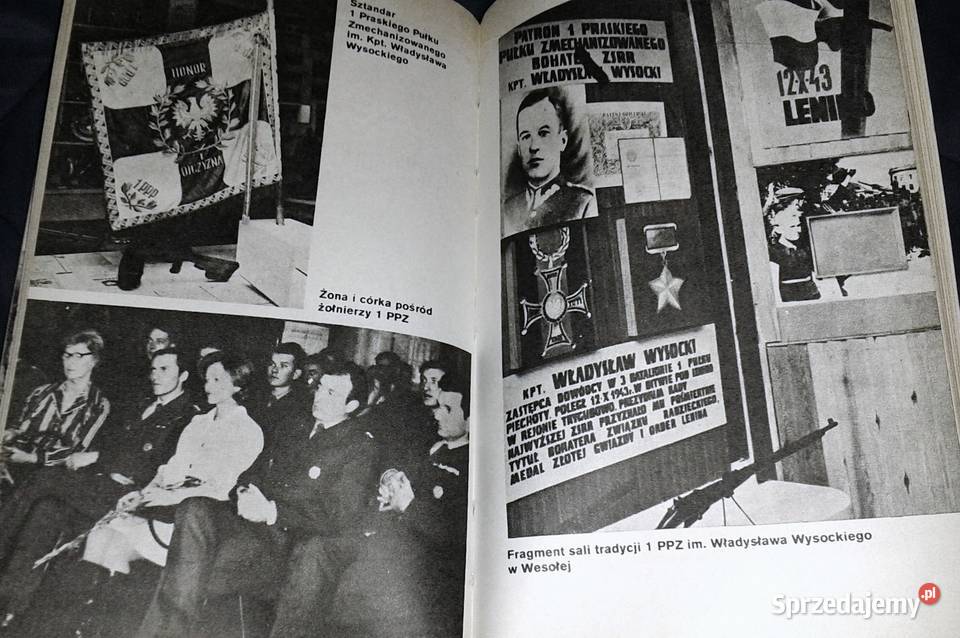 Sztandar
1 Praskiego Pułku
Zmechanizowanego
im. Kpt. Władysława
Wysockiego
HONOR
OJCZYZNA
1.PPP
Żona i córka pośród
żołnierzy 1 PPZ
PATRON 1 PRASKIEGO
PUŁKU ZMECHANIZOWANEGO
BOHATER ZSRR
KPT. WŁADYSŁAW WYSOCKI
12-X-43
LENI
KPT. WŁADYSŁAW WYSOCKI
ZASTĘPCA DOWÓDCY W 3 BATALIONIE 1 PUŁKU
PIECHOTY. POLEGŁ 12 X 1943 r. W BITWIE POD LENINO
W REJONIE TRYGUBOWO. PREZYDIUM RADY
NAJWYŻSZEJ ZSRR PRZYZNAŁO MU POŚMIERTNIE
TYTUŁ BOHATERA ZWIĄZKU RADZIECKIEGO,
MEDAL ZŁOTEJ GWIAZDY I ORDER LENINA
Fragment sali tradycji 1 PPZ im. Władysława Wysockiego
w Wesołej
Sprzedajemy.pl